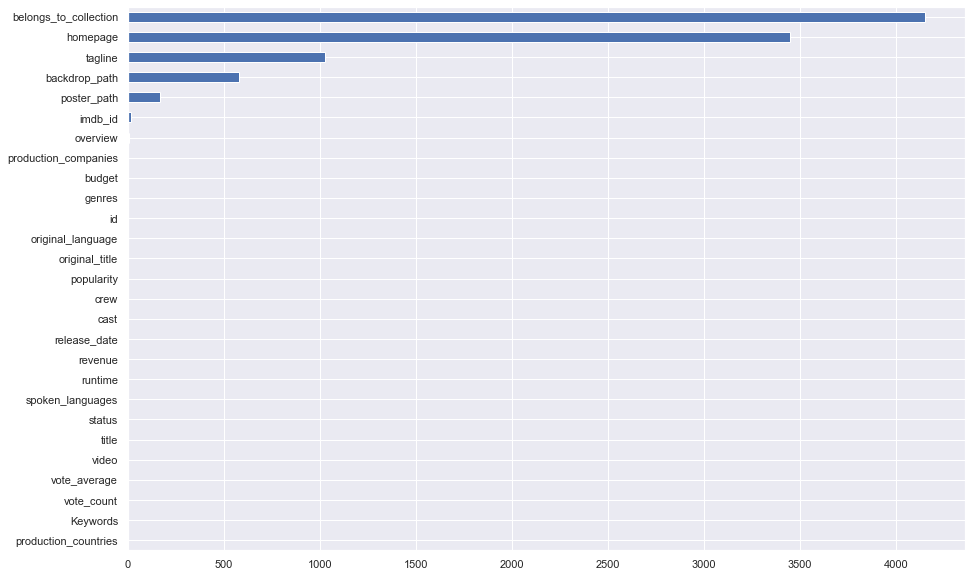 belongs_to_collection
homepage
tagline
backdrop_path
poster_path
imdb_id
overview
production_companies
budget
genres
id
original_language
original_title
popularity
crew
cast
release_date
revenue
runtime
spoken_languages
status
title
video
vote_average
vote_count
Keywords
production_countries
0 500 1000 1500 2000 2500 3000 3500 4000